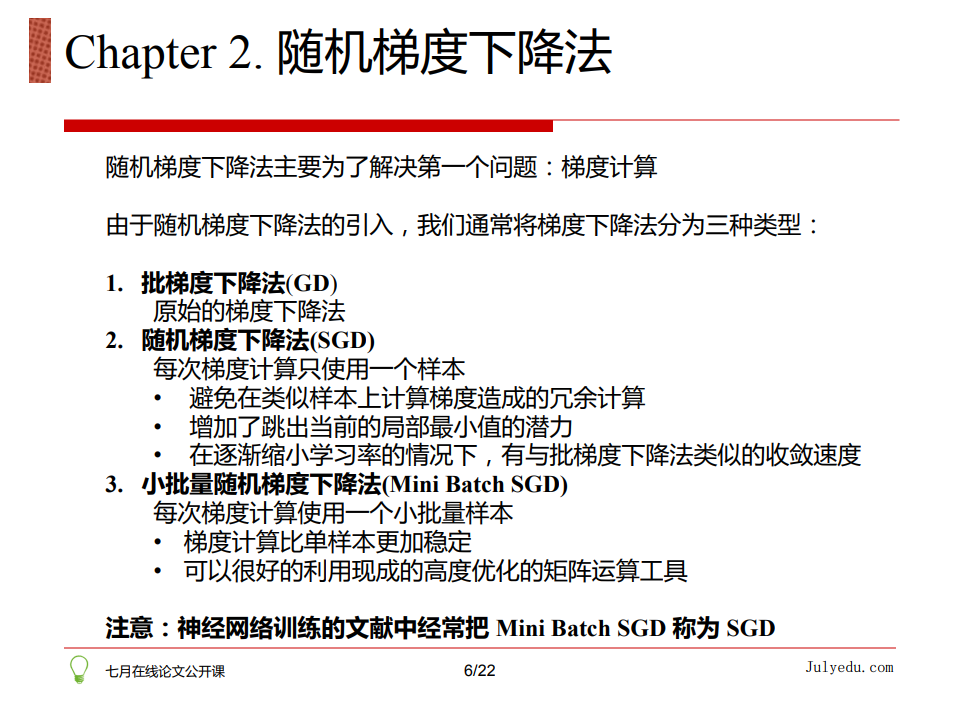 Chapter 2. 随机梯度下降法
随机梯度下降法主要为了解决第一个问题：梯度计算
由于随机梯度下降法的引入，我们通常将梯度下降法分为三种类型：
1. 批梯度下降法(GD)
原始的梯度下降法
2. 随机梯度下降法(SGD)
每次梯度计算只使用一个样本
• 避免在类似样本上计算梯度造成的冗余计算
• 增加了跳出当前的局部最小值的潜力
• 在逐渐缩小学习率的情况下，有与批梯度下降法类似的收敛速度
3. 小批量随机梯度下降法(Mini Batch SGD)
每次梯度计算使用一个小批量样本
• 梯度计算比单样本更加稳定
• 可以很好的利用现成的高度优化的矩阵运算工具
注意：神经网络训练的文献中经常把 Mini Batch SGD 称为 SGD
七月在线论文公开课 6/22 Julyedu.com